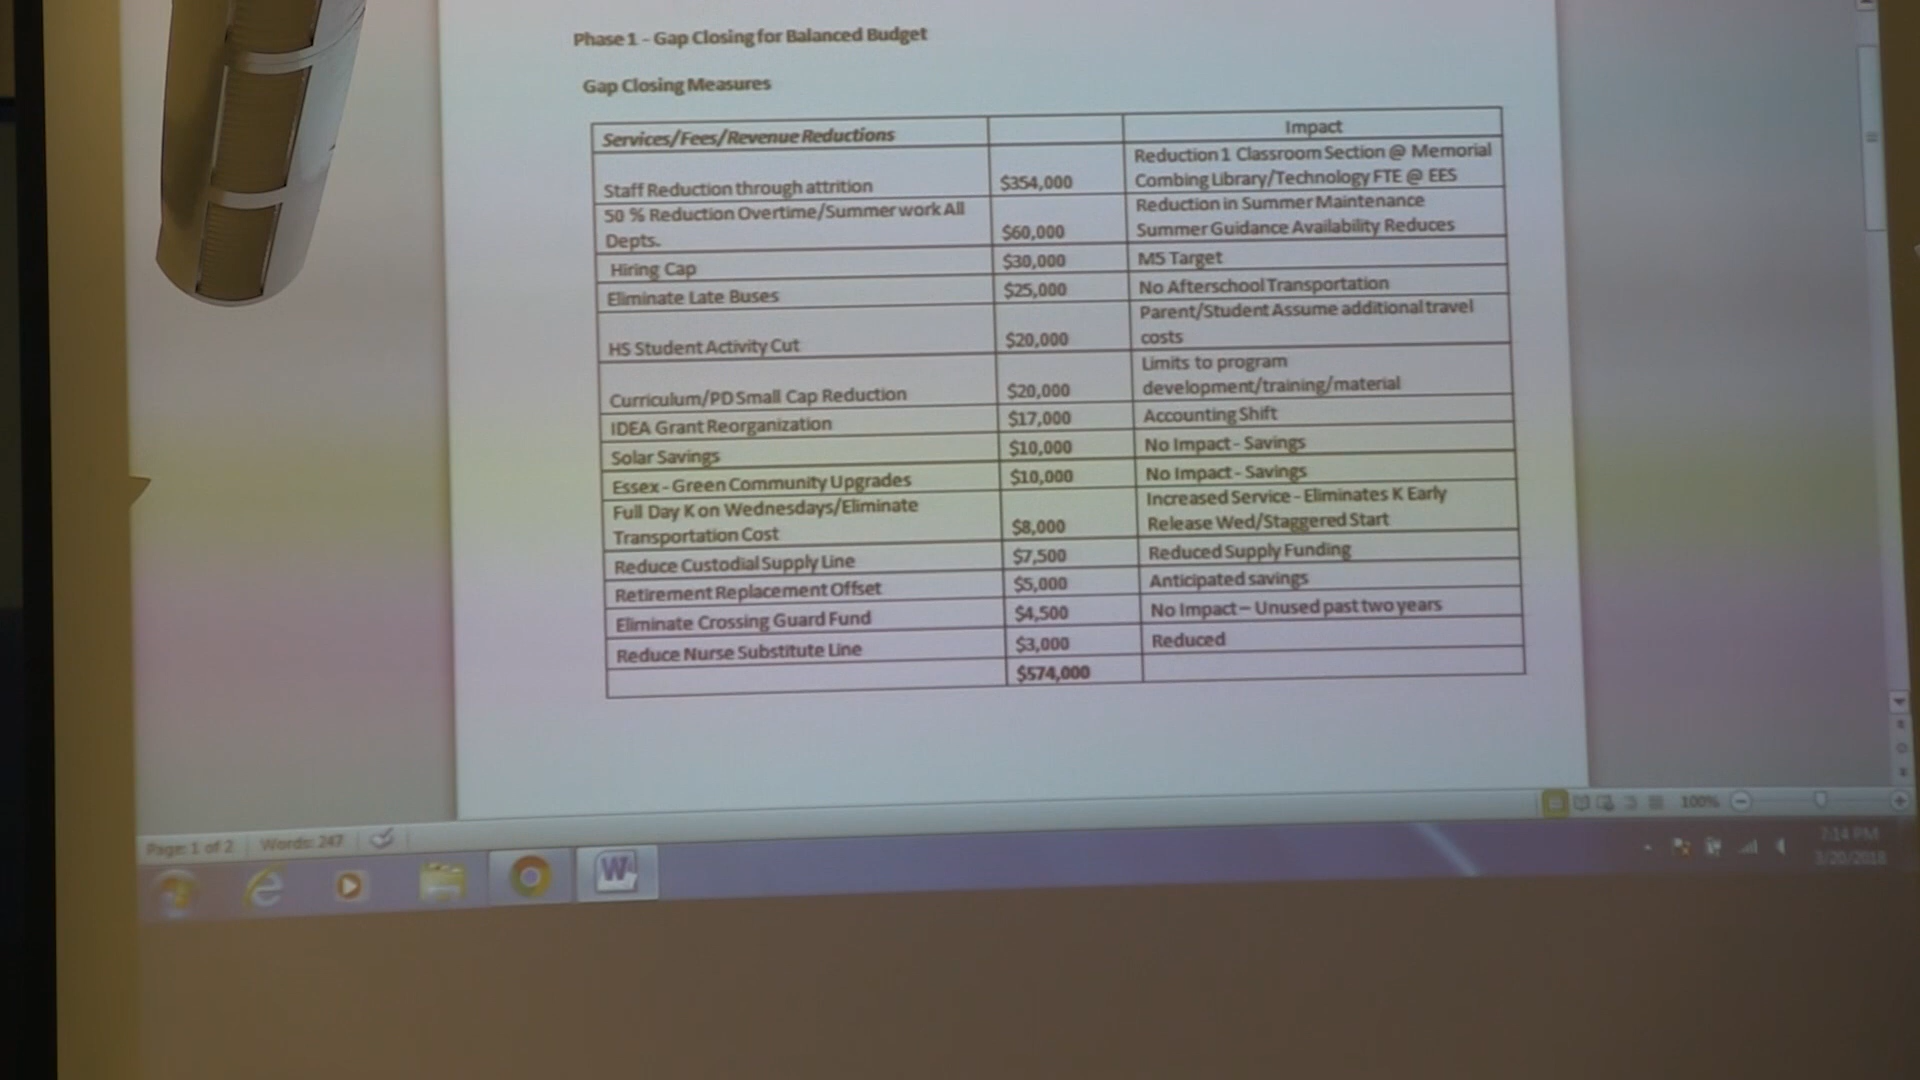 Phase 1 - Gap Closing for Balanced Budget
Gap Closing Measures
Services/Fees/Revenue Reductions
Impact
Staff Reduction through attrition
$354,000
Reduction 1 Classroom Section @ Memorial
Combing Library/Technology FTE @ EES
50 % Reduction Overtime/Summer work All
Depts.
$60,000
Reduction in Summer Maintenance
Summer Guidance Availability Reduces
Hiring Cap
$30,000
M5 Target
Eliminate Late Buses
$25,000
No Afterschool Transportation
HS Student Activity Cut
$20,000
Parent/Student Assume additional travel
costs
Curriculum/PD Small Cap Reduction
$20,000
Limits to program
development/training/material
IDEA Grant Reorganization
$17,000
Accounting Shift
Solar Savings
$10,000
No Impact - Savings
Essex - Green Community Upgrades
$10,000
No Impact - Savings
Full Day K on Wednesdays/Eliminate
Transportation Cost
$8,000
Increased Service - Eliminates K Early
Release Wed/Staggered Start
Reduce Custodial Supply Line
$7,500
Reduced Supply Funding
Retirement Replacement Offset
$5,000
Anticipated savings
Eliminate Crossing Guard Fund
$4,500
No Impact – Unused past two years
Reduce Nurse Substitute Line
$3,000
Reduced
$574,000
Page: 1 of 2
Words: 247
100%
7:14 PM
3/20/2018